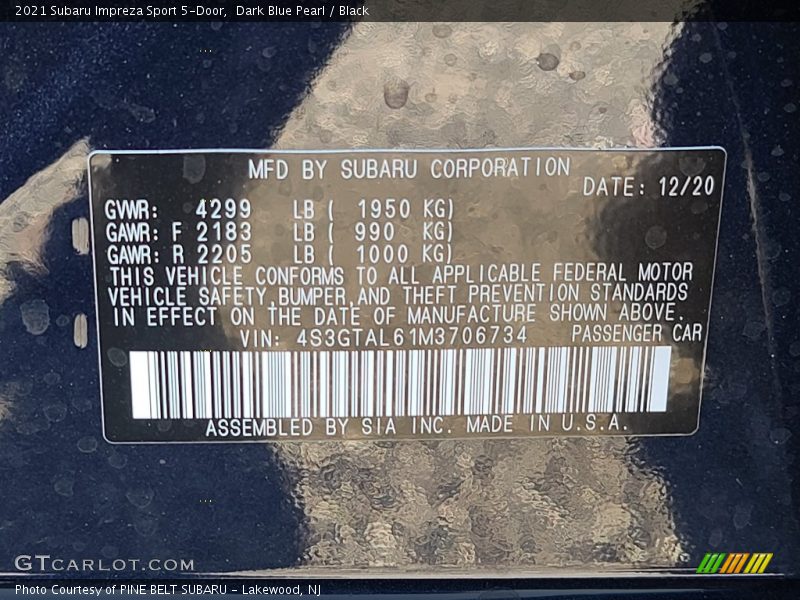 2021 Subaru Impreza Sport 5-Door,  Dark Blue Pearl / Black
MFD BY SUBARU CORPORATION
DATE: 12/20
GVWR: 4299 LB ( 1950 KG)
GAWR: F 2183 LB ( 990 KG)
GAWR: R 2205 LB ( 1000 KG)
THIS VEHICLE CONFORMS TO ALL APPLICABLE FEDERAL MOTOR
VEHICLE SAFETY,BUMPER,AND THEFT PREVENTION STANDARDS
IN EFFECT ON THE DATE OF MANUFACTURE SHOWN ABOVE.
VIN: 4S3GTAL61M3706734 PASSENGER CAR
ASSEMBLED BY SIA INC. MADE IN U.S.A.
GTCARLOT.COM
Photo Courtesy of PINE BELT SUBARU - Lakewood, NJ